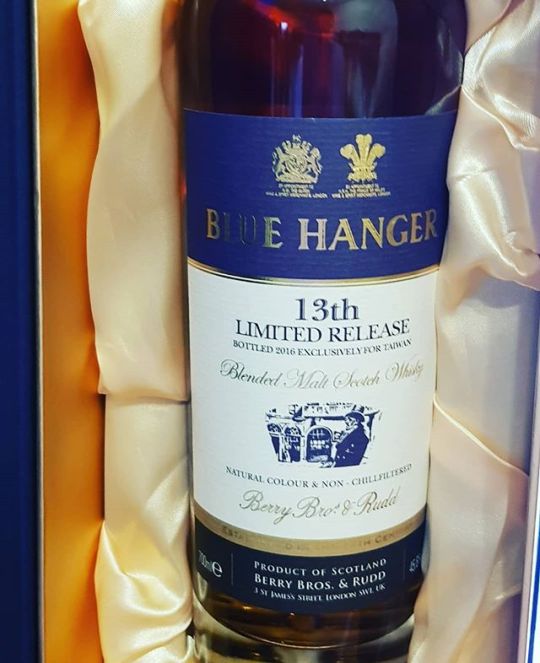 BLUE HANGER
13th
LIMITED RELEASE
BOTTLED 2016 EXCLUSIVELY FOR TAIWAN
Blended Malt Scotch Whisky
NATURAL COLOUR & NON - CHILLFILTERED
Berry Bros & Rudd
700ml e
PRODUCT OF SCOTLAND
BERRY BROS. & RUDD
3 ST JAMES'S STREET, LONDON SW1, UK